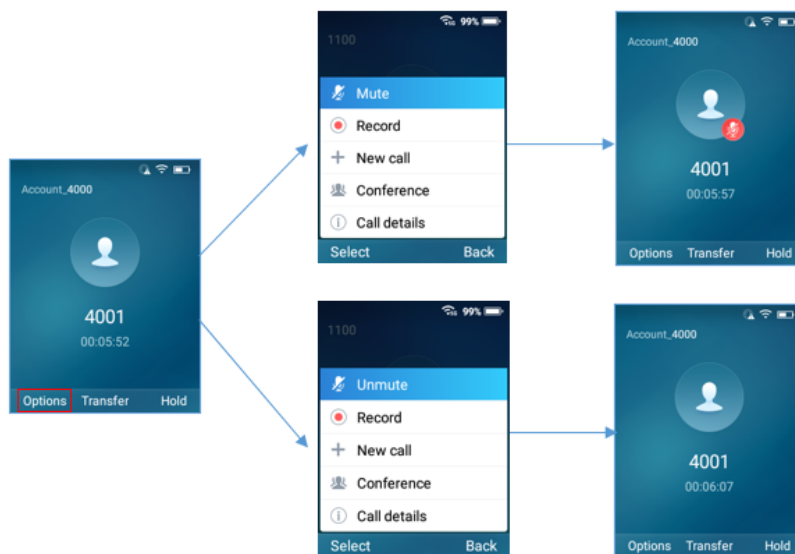 Account_4000
4001
00:05:52
Options Transfer Hold
99%
1100
Mute
Record
New call
Conference
Call details
Select Back
Account_4000
4001
00:05:57
Options Transfer Hold
99%
1100
Unmute
Record
New call
Conference
Call details
Select Back
Account_4000
4001
00:06:07
Options Transfer Hold